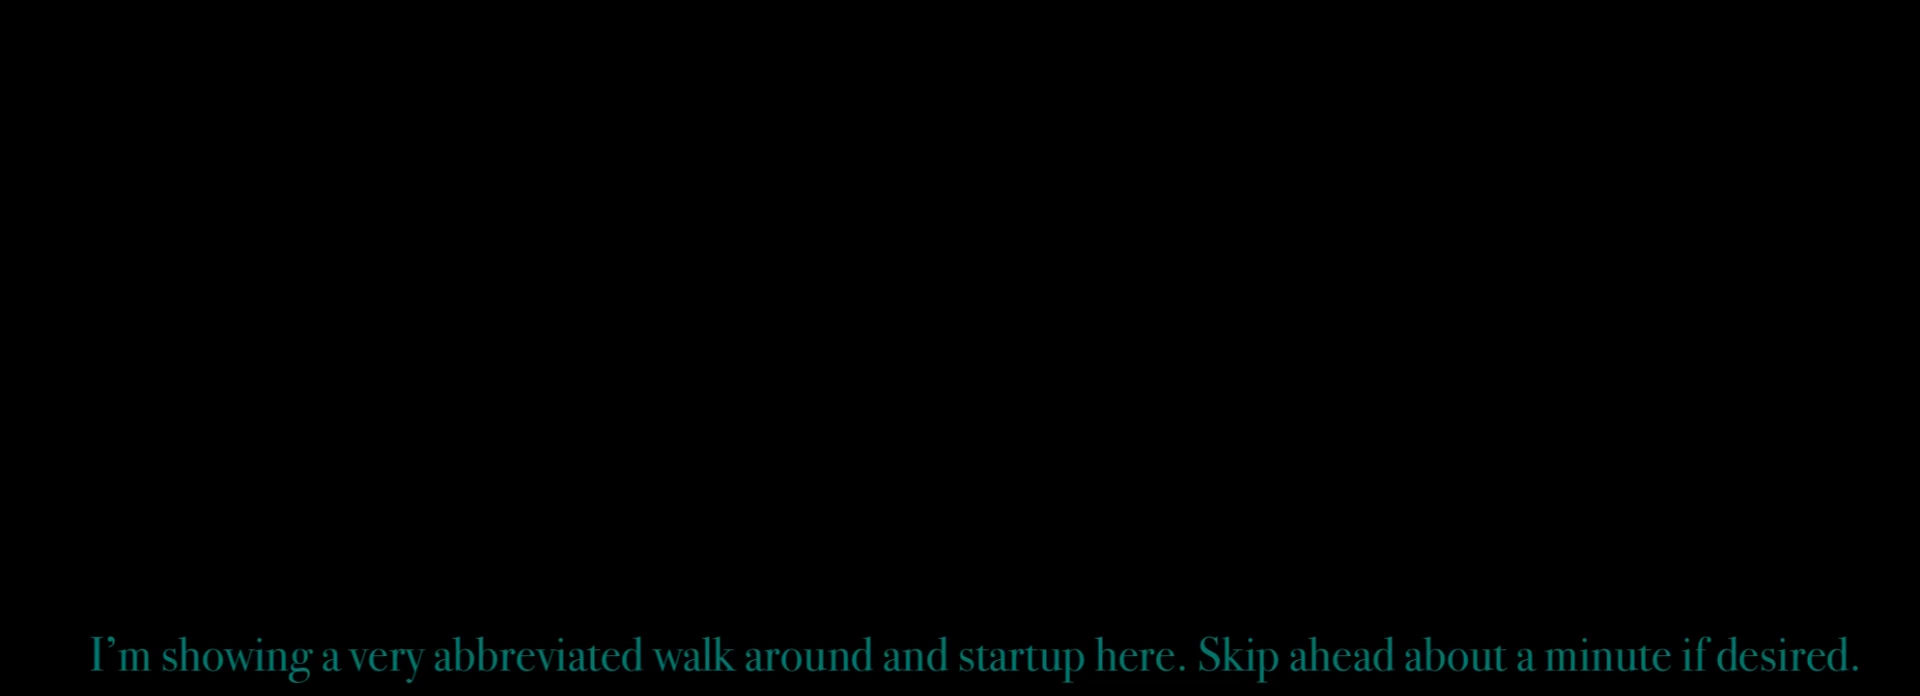 I’m showing a very abbreviated walk around and startup here. Skip ahead about a minute if desired.